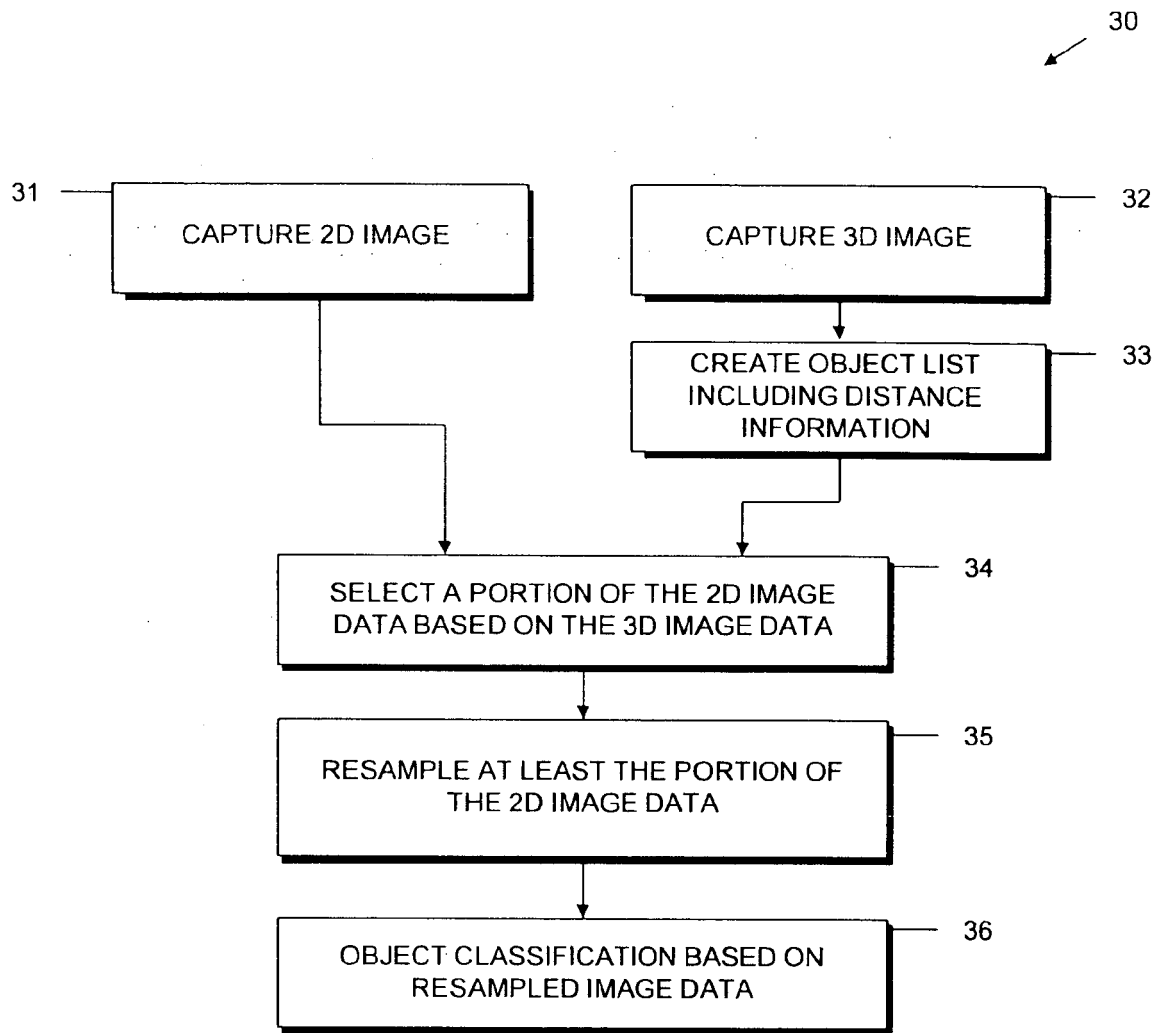 30
31
CAPTURE 2D IMAGE
CAPTURE 3D IMAGE
32
CREATE OBJECT LIST
INCLUDING DISTANCE
INFORMATION
33
SELECT A PORTION OF THE 2D IMAGE
DATA BASED ON THE 3D IMAGE DATA
34
RESAMPLE AT LEAST THE PORTION OF
THE 2D IMAGE DATA
35
OBJECT CLASSIFICATION BASED ON
RESAMPLED IMAGE DATA
36